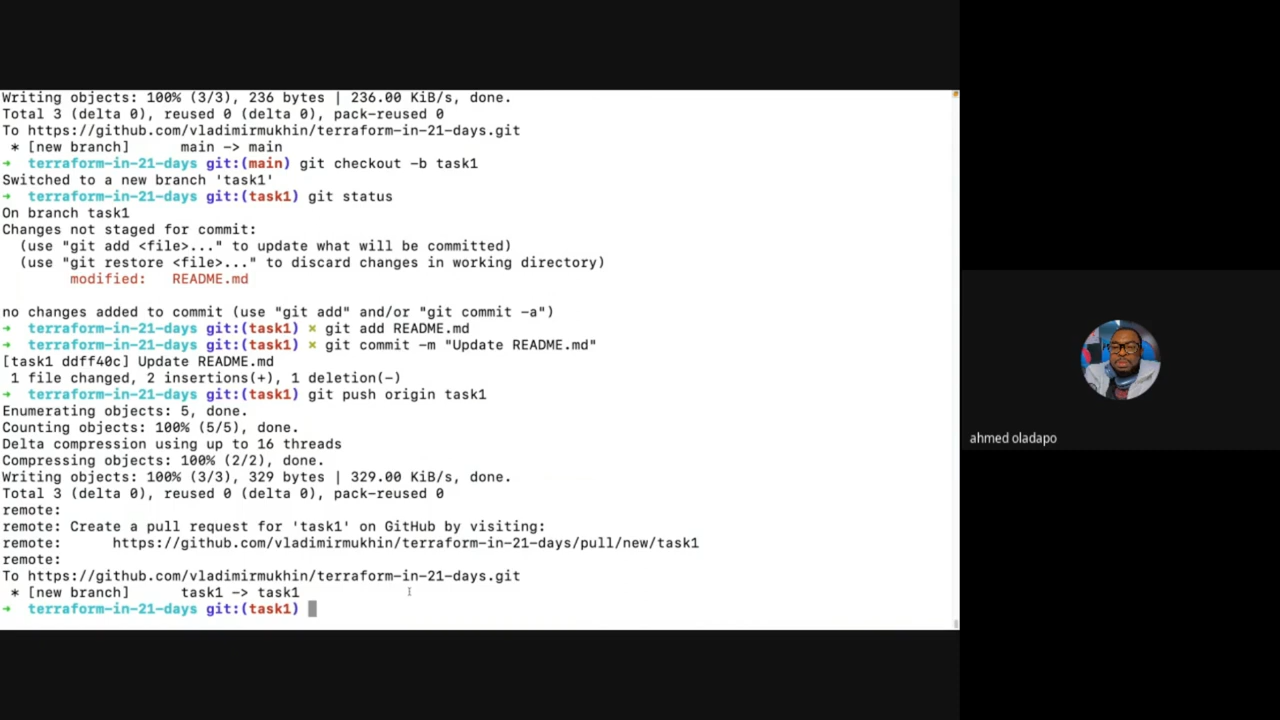 Writing objects: 100% (3/3), 236 bytes | 236.00 KiB/s, done.
Total 3 (delta 0), reused 0 (delta 0), pack-reused 0
To https://github.com/vladimirmukhin/terraform-in-21-days.git
 * [new branch]      main -> main
➜  terraform-in-21-days git:(main) git checkout -b task1
Switched to a new branch 'task1'
➜  terraform-in-21-days git:(task1) git status
On branch task1
Changes not staged for commit:
  (use "git add <file>..." to update what will be committed)
  (use "git restore <file>..." to discard changes in working directory)
        modified:   README.md
no changes added to commit (use "git add" and/or "git commit -a")
➜  terraform-in-21-days git:(task1) ✗ git add README.md
➜  terraform-in-21-days git:(task1) ✗ git commit -m "Update README.md"
[task1 ddff40c] Update README.md
 1 file changed, 2 insertions(+), 1 deletion(-)
➜  terraform-in-21-days git:(task1) git push origin task1
Enumerating objects: 5, done.
Counting objects: 100% (5/5), done.
Delta compression using up to 16 threads
Compressing objects: 100% (2/2), done.
Writing objects: 100% (3/3), 329 bytes | 329.00 KiB/s, done.
Total 3 (delta 0), reused 0 (delta 0), pack-reused 0
remote:
remote: Create a pull request for 'task1' on GitHub by visiting:
remote:      https://github.com/vladimirmukhin/terraform-in-21-days/pull/new/task1
remote:
To https://github.com/vladimirmukhin/terraform-in-21-days.git
 * [new branch]      task1 -> task1
➜  terraform-in-21-days git:(task1)
ahmed oladapo